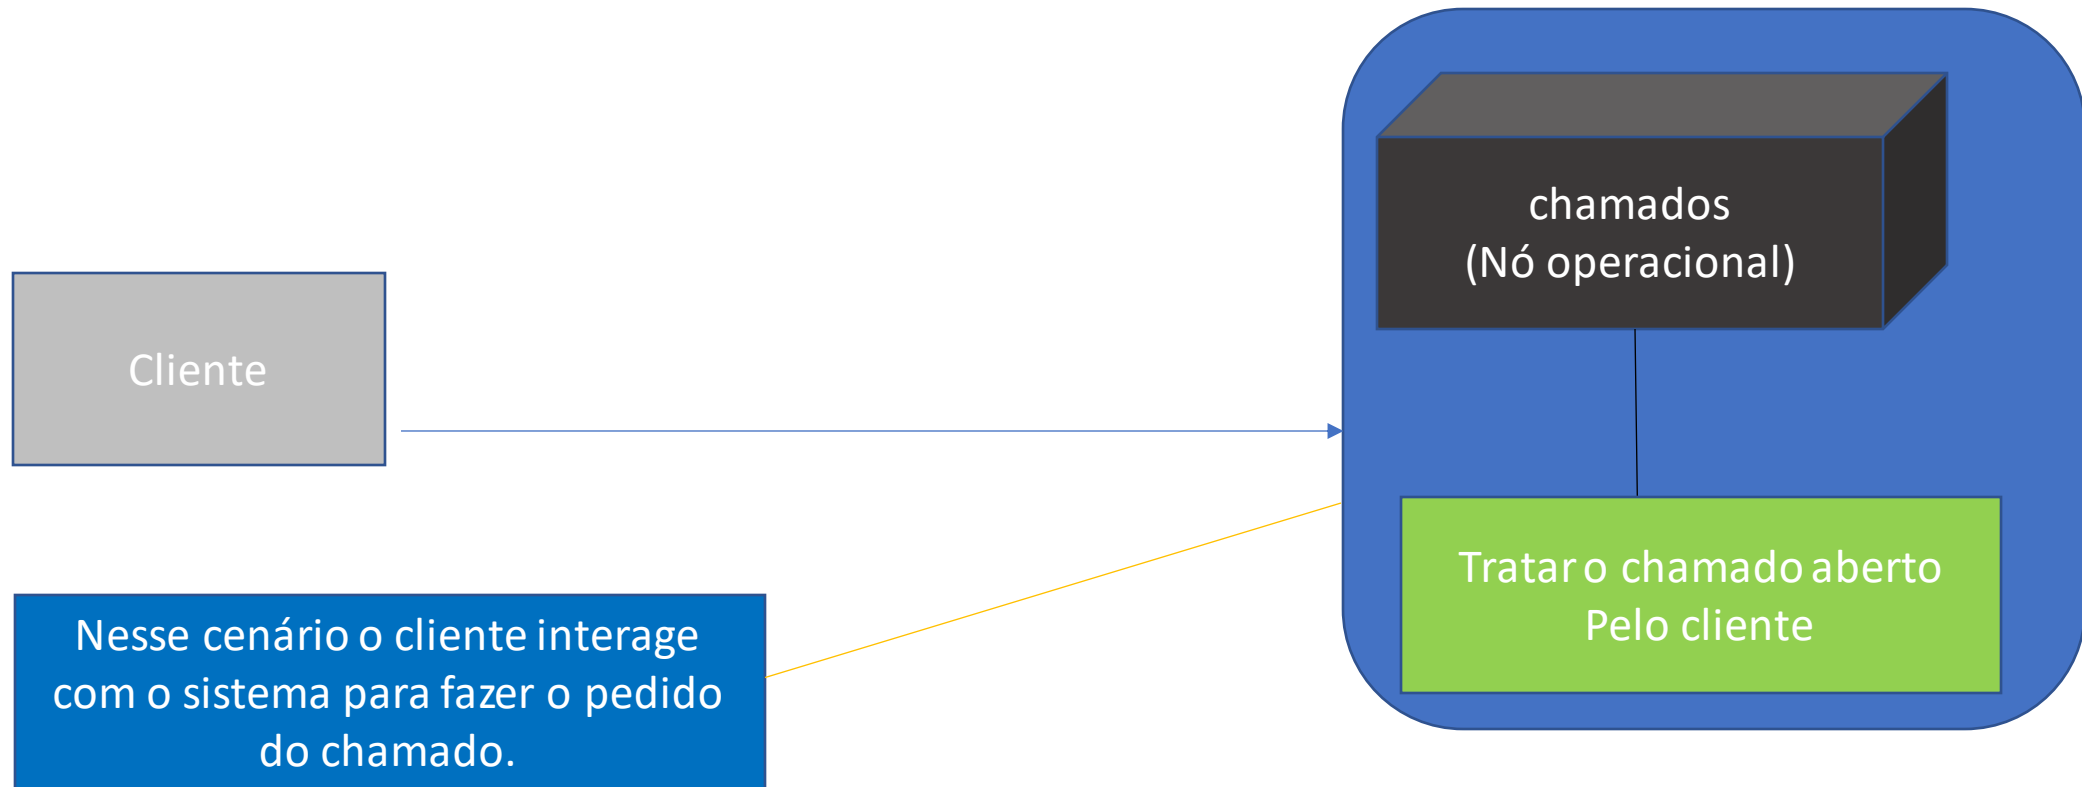 chamados
(Nó operacional)
Cliente
Tratar o chamado aberto
Pelo cliente
Nesse cenário o cliente interage
com o sistema para fazer o pedido
do chamado.